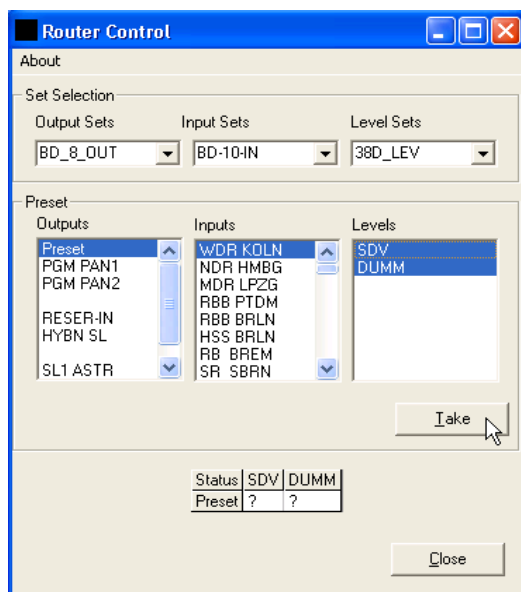 Router Control
About
Set Selection
Output Sets Input Sets Level Sets
BD_8_OUT BD-10-IN 38D_LEV
Preset
Outputs Inputs Levels
Preset WDR KOLN SDV
PGM PAN1 NDR HMBG DUMM
PGM PAN2 MDR LPZG
RBB PTDM
RESER-IN RBB BRLN
HYBN SL HSS BRLN
RB BREM
SL1 ASTR SR SBRN
Take
Status SDV DUMM
Preset ? ?
Close